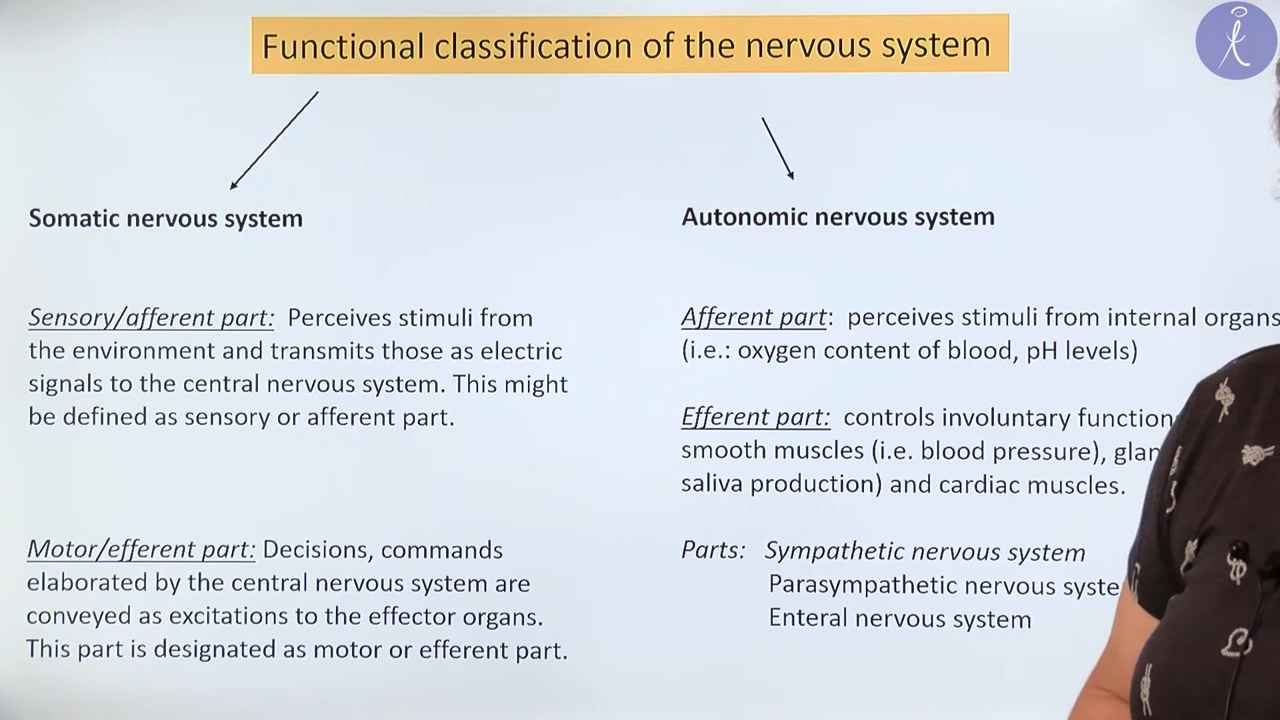 Functional classification of the nervous system
Somatic nervous system
Sensory/afferent part: Perceives stimuli from
the environment and transmits those as electric
signals to the central nervous system. This might
be defined as sensory or afferent part.
Motor/efferent part: Decisions, commands
elaborated by the central nervous system are
conveyed as excitations to the effector organs.
This part is designated as motor or efferent part.
Autonomic nervous system
Afferent part: perceives stimuli from internal organs
(i.e.: oxygen content of blood, pH levels)
Efferent part: controls involuntary function
smooth muscles (i.e. blood pressure),
saliva production) and cardiac muscles.
Parts: Sympathetic nervous system
Parasympathetic nervous
Enteral nervous system